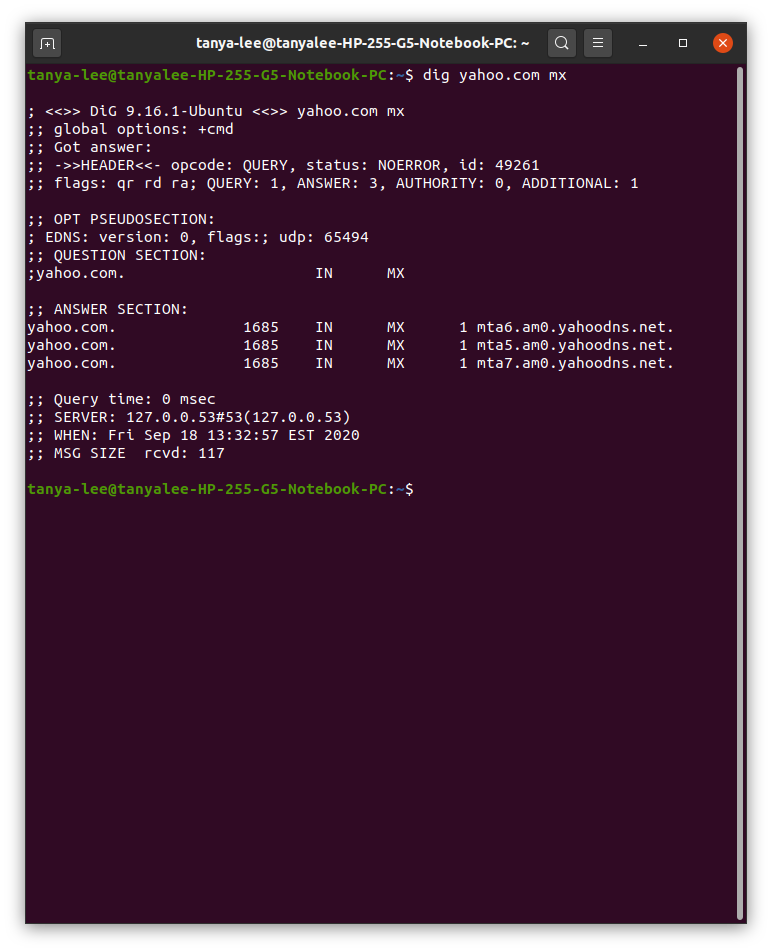 tanya-lee@tanyalee-HP-255-G5-Notebook-PC: ~
tanya-lee@tanyalee-HP-255-G5-Notebook-PC:~$ dig yahoo.com mx
; <<>> DiG 9.16.1-Ubuntu <<>> yahoo.com mx
;; global options: +cmd
;; Got answer:
;; ->>HEADER<<- opcode: QUERY, status: NOERROR, id: 49261
;; flags: qr rd ra; QUERY: 1, ANSWER: 3, AUTHORITY: 0, ADDITIONAL: 1
;; OPT PSEUDOSECTION:
; EDNS: version: 0, flags:; udp: 65494
;; QUESTION SECTION:
;yahoo.com. IN MX
;; ANSWER SECTION:
yahoo.com. 1685 IN MX 1 mta6.am0.yahoodns.net.
yahoo.com. 1685 IN MX 1 mta5.am0.yahoodns.net.
yahoo.com. 1685 IN MX 1 mta7.am0.yahoodns.net.
;; Query time: 0 msec
;; SERVER: 127.0.0.53#53(127.0.0.53)
;; WHEN: Fri Sep 18 13:32:57 EST 2020
;; MSG SIZE  rcvd: 117
tanya-lee@tanyalee-HP-255-G5-Notebook-PC:~$